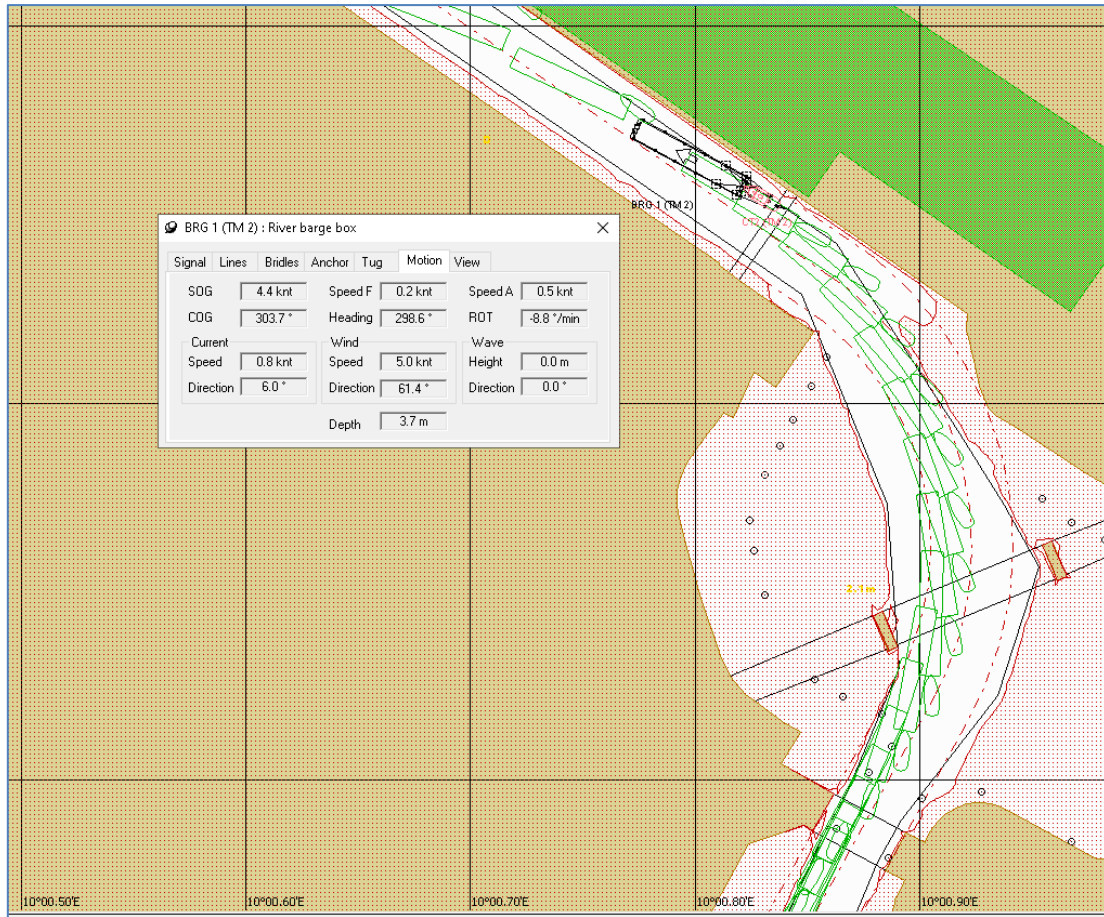 BRG 1 (TM 2)
BRG 1 (TM 2) : River barge box
Signal Lines Bridles Anchor Tug Motion View
SOG 4.4 knt Speed F 0.2 knt Speed A 0.5 knt
COG 303.7 ° Heading 298.6 ° ROT -8.8 °/min
Current Wind Wave
Speed 0.8 knt Speed 5.0 knt Height 0.0 m
Direction 6.0 ° Direction 61.4 ° Direction 0.0 °
Depth 3.7 m
2.1m
10°00.50'E 10°00.60'E 10°00.70'E 10°00.80'E 10°00.90'E